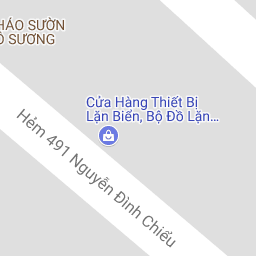 HÁO SƯỜN
Ộ SƯƠNG
Cửa Hàng Thiết Bị
Lặn Biển, Bộ Đồ Lặn…
Hẻm 491 Nguyễn Đình Chiểu